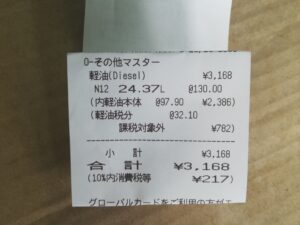 0-その他マスター
軽油(Diesel) ¥3,168
N12 24.37L @130.00
(内軽油本体 @97.90 ¥2,386)
(軽油税分 @32.10
課税対象外 ¥782)
小 計 ¥3,168
合 計 ¥3,168
(10%内消費税等 ¥217)
グローバルカードをご利用の方が